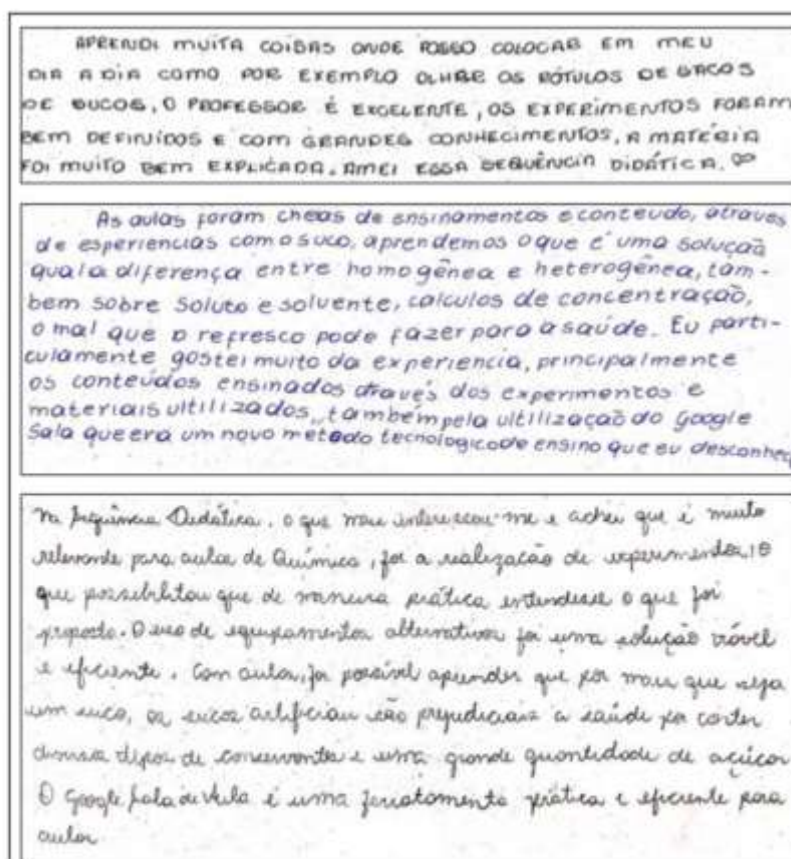 APRENDI MUITA COISAS ONDE POSSO COLOCAR EM MEU
DIA A DIA COMO POR EXEMPLO OLHAR OS RÓTULOS DE SACOS
DE SUCOS, O PROFESSOR É EXCELENTE, OS EXPERIMENTOS FORAM
BEM DEFINIDOS E COM GRANDES CONHECIMENTOS, A MATÉRIA
FOI MUITO BEM EXPLICADA. AMEI ESSA SEQUÊNCIA DIDÁTICA. ∞
As aulas foram cheas de ensinamentos e conteudo, atraves
de esperiencias com o suco, aprendemos o que é uma solução
qual a diferença entre homogênea e heterogênea, tam-
bem sobre soluto e solvente, calculos de concentração,
o mal que o refresco pode fazer para a saúde. Eu parti-
culamente gostei muito da experiencia, principalmente
os conteúdos ensinados através dos experimentos e
materiais ultilizados, também pela ultilização do Google
Sala que era um novo metodo tecnologico de ensino que eu desconheç
Na Sequência Didática, o que mais interessou-me e achei que é muito
relevante para aulas de Química, foi a realização de experimentos, o
que possibilitou que de maneira prática entendesse o que foi
proposto. O uso de equipamentos alternativos foi uma solução viável
e eficiente. Com aulas, foi possível aprender que por mais que seja
um suco, os sucos artificiais são prejudiciais a saúde por conter
diversos tipos de conservantes e uma grande quantidade de açúcar
O Google Sala de Aula é uma ferramenta prática e eficiente para
aulas